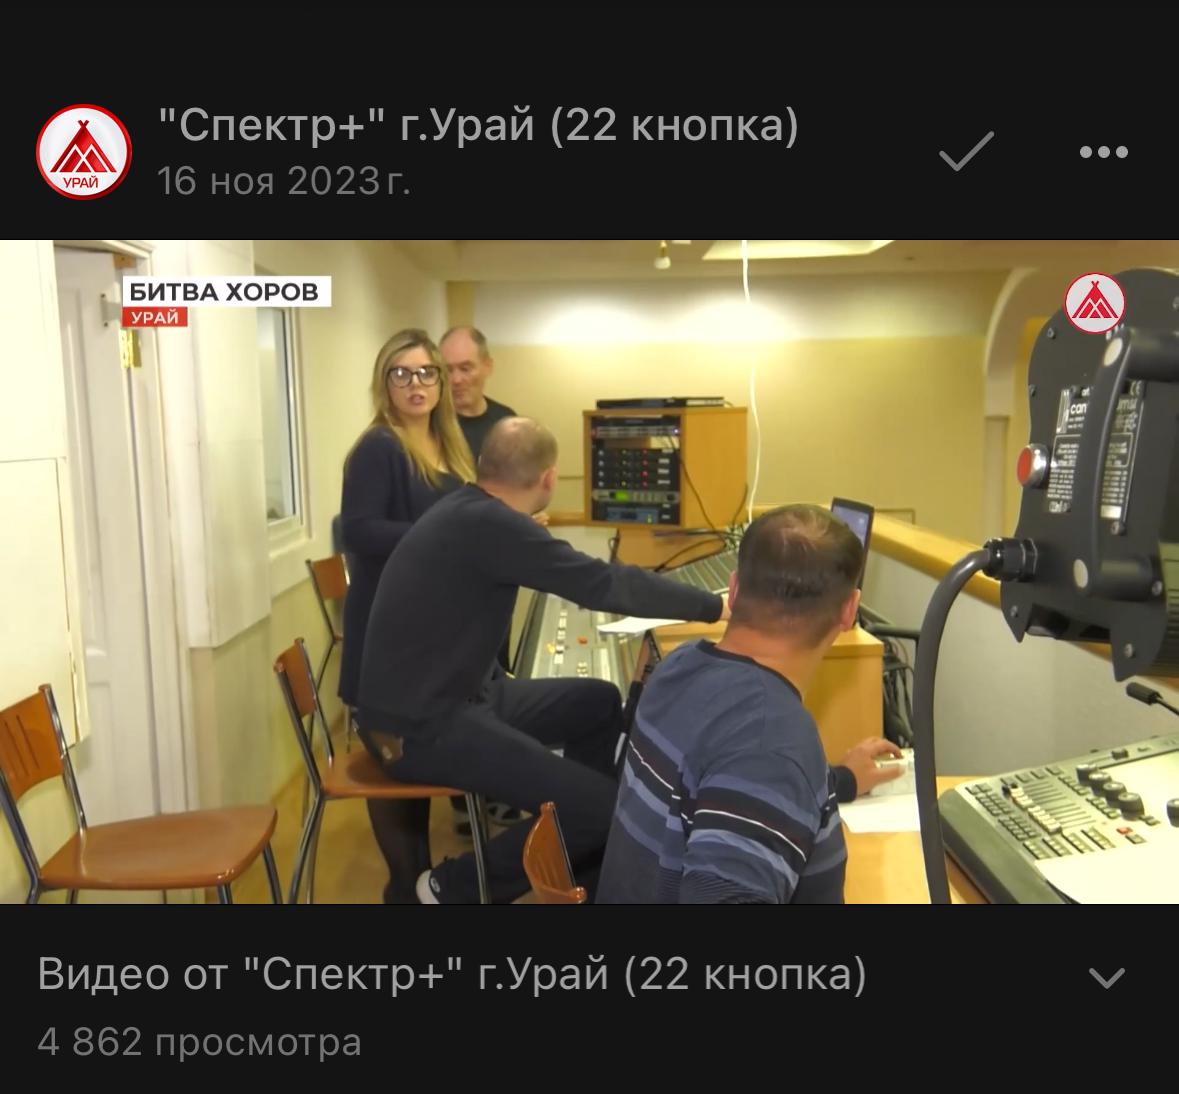 "Спектр+" г.Урай (22 кнопка)
УРАЙ
16 ноя 2023 г.
БИТВА ХОРОВ
УРАЙ
Видео от "Спектр+" г.Урай (22 кнопка)
4 862 просмотра